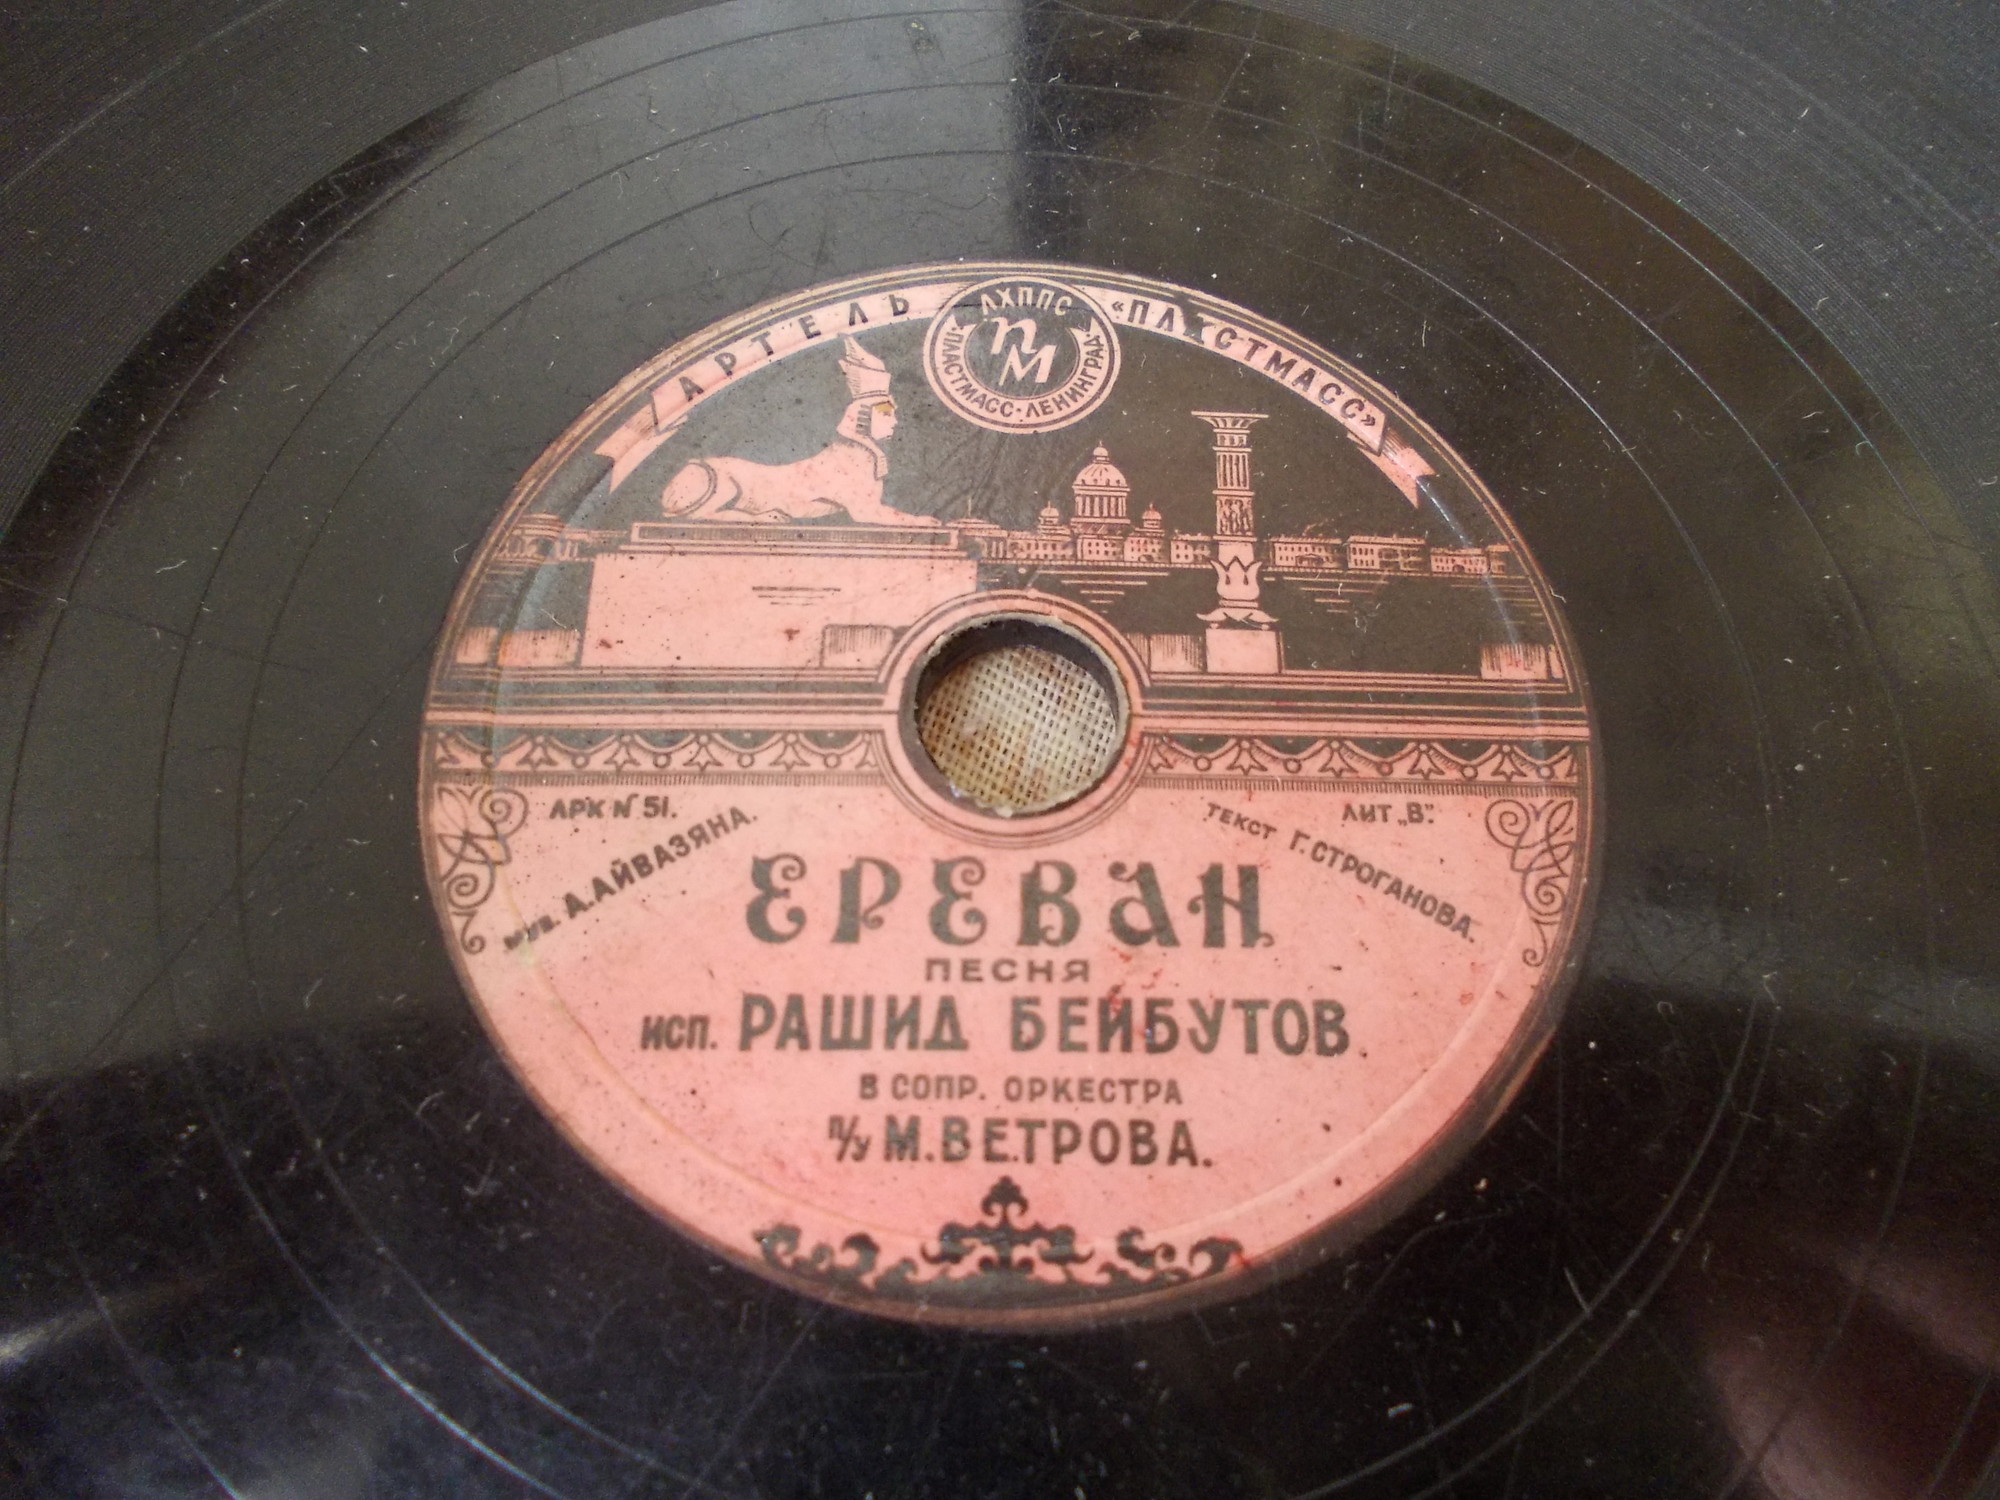 АРТЕЛЬ «ПЛАСТМАСС»
ЛХППС
ПМ
«ПЛАСТМАСС-ЛЕНИНГРАД»
АРК № 51.
ЛИТ „В".
муз. А.АЙВАЗЯНА.
ТЕКСТ Г.СТРОГАНОВА.
ЕРЕВАН
ПЕСНЯ
исп. РАШИД БЕЙБУТОВ
В СОПР. ОРКЕСТРА
п/у М.ВЕТРОВА.